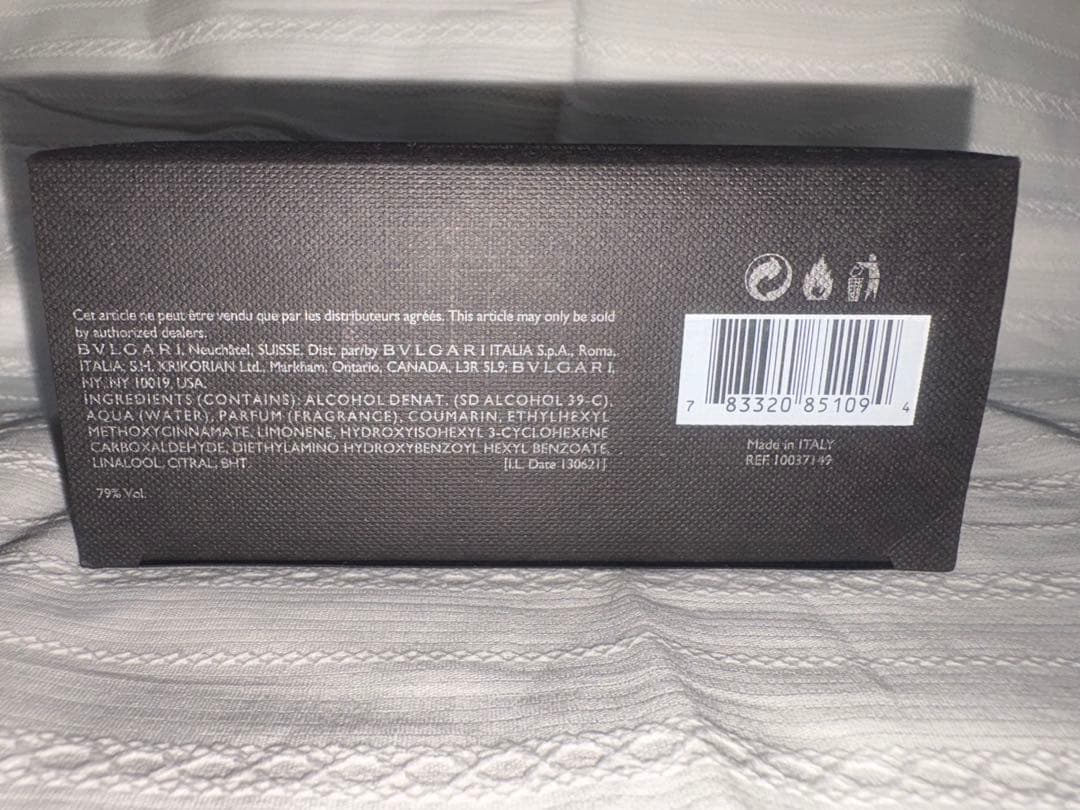 Cet article ne peut être vendu que par les distributeurs agréés. This article may only be sold
by authorized dealers.
BVLGARI, Neuchâtel, SUISSE, Dist. par/by BVLGARI ITALIA S.p.A., Roma,
ITALIA; S.H. KRIKORIAN Ltd., Markham, Ontario, CANADA, L3R 5L9; BVLGARI,
NY, NY 10019, USA.
INGREDIENTS (CONTAINS): ALCOHOL DENAT. (SD ALCOHOL 39-C),
AQUA (WATER), PARFUM (FRAGRANCE), COUMARIN, ETHYLHEXYL
METHOXYCINNAMATE, LIMONENE, HYDROXYISOHEXYL 3-CYCLOHEXENE
CARBOXALDEHYDE, DIETHYLAMINO HYDROXYBENZOYL HEXYL BENZOATE,
LINALOOL, CITRAL, BHT. [I.L. Date 130621]
79% Vol.
7 83320 85109 4
Made in ITALY
REF. 10037149